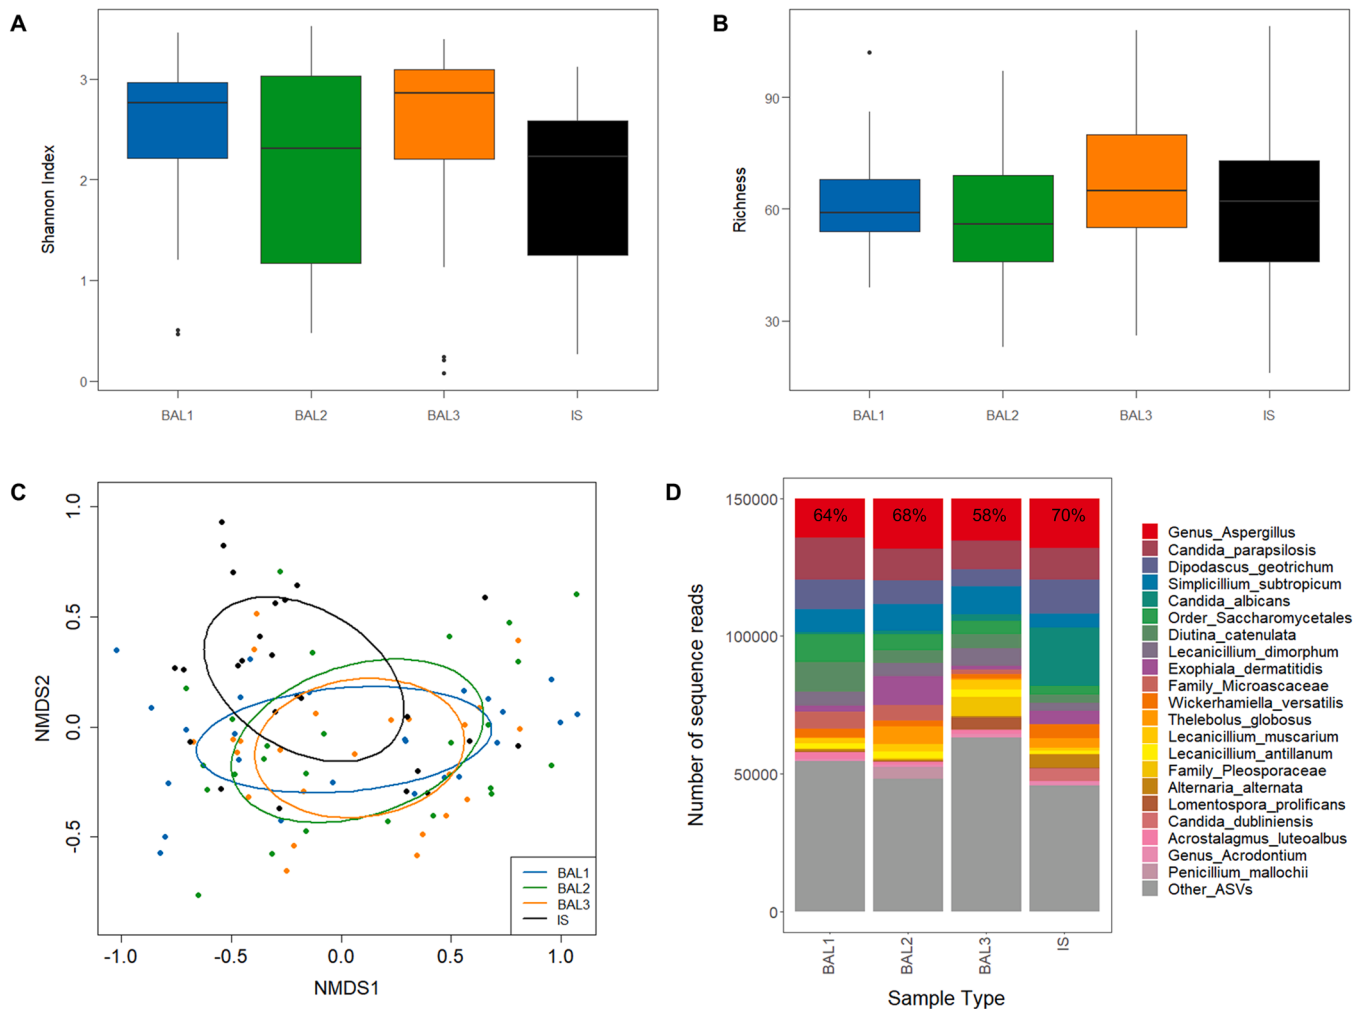 A
Shannon Index
3
2
1
0
BAL1 BAL2 BAL3 IS
B
Richness
90
60
30
BAL1 BAL2 BAL3 IS
C
NMDS2
1.0
0.5
0.0
-0.5
BAL1
BAL2
BAL3
IS
-1.0 -0.5 0.0 0.5 1.0
NMDS1
D
Number of sequence reads
150000
100000
50000
0
64% 68% 58% 70%
BAL1 BAL2 BAL3 IS
Sample Type
Genus_Aspergillus
Candida_parapsilosis
Dipodascus_geotrichum
Simplicillium_subtropicum
Candida_albicans
Order_Saccharomycetales
Diutina_catenulata
Lecanicillium_dimorphum
Exophiala_dermatitidis
Family_Microascaceae
Wickerhamiella_versatilis
Thelebolus_globosus
Lecanicillium_muscarium
Lecanicillium_antillanum
Family_Pleosporaceae
Alternaria_alternata
Lomentospora_prolificans
Candida_dubliniensis
Acrostalagmus_luteoalbus
Genus_Acrodontium
Penicillium_mallochii
Other_ASVs